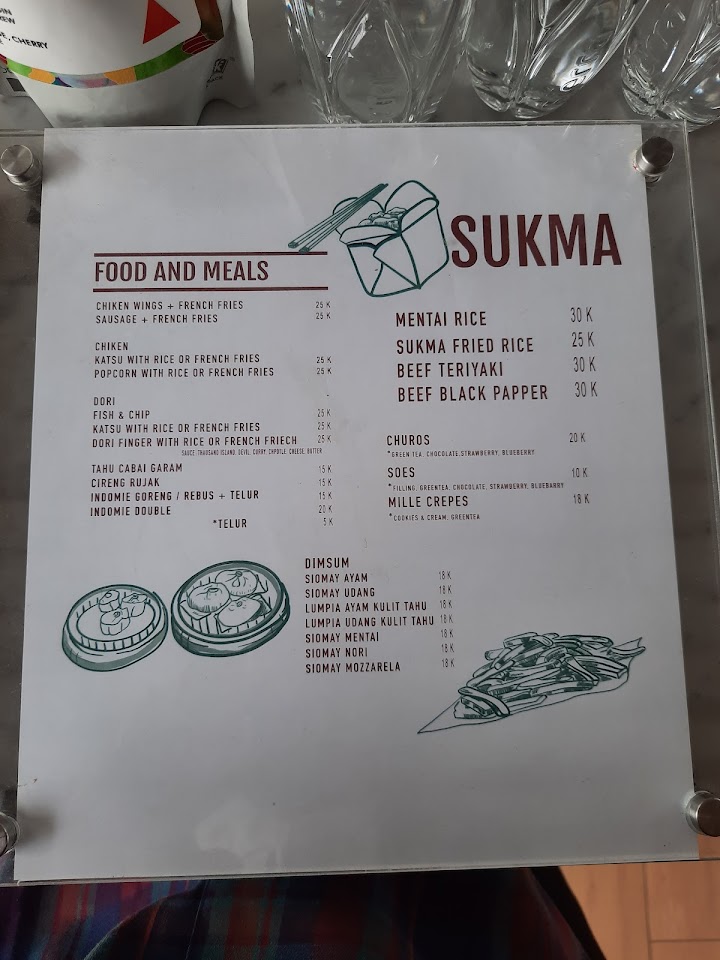 , CHERRY
SUKMA
FOOD AND MEALS
CHIKEN WINGS + FRENCH FRIES 25 K
SAUSAGE + FRENCH FRIES 25 K
CHIKEN
KATSU WITH RICE OR FRENCH FRIES 25 K
POPCORN WITH RICE OR FRENCH FRIES 25 K
DORI
FISH & CHIP 25 K
KATSU WITH RICE OR FRENCH FRIES 25 K
DORI FINGER WITH RICE OR FRENCH FRIECH 25 K
SAUCE: THAUSAND ISLAND, DEVIL, CURRY, CHPOTLE, CHEESE, BUTTER
TAHU CABAI GARAM 15 K
CIRENG RUJAK 15 K
INDOMIE GORENG / REBUS + TELUR 15 K
INDOMIE DOUBLE 20 K
*TELUR 5 K
MENTAI RICE 30 K
SUKMA FRIED RICE 25 K
BEEF TERIYAKI 30 K
BEEF BLACK PAPPER 30 K
CHUROS 20 K
*GREEN TEA, CHOCOLATE,STRAWBERRY, BLUEBERRY
SOES 10 K
*FILLING, GREENTEA, CHOCOLATE, STRAWBERRY, BLUEBARRY
MILLE CREPES 18 K
*COOKIES & CREAM, GREENTEA
DIMSUM
SIOMAY AYAM 18 K
SIOMAY UDANG 18 K
LUMPIA AYAM KULIT TAHU 18 K
LUMPIA UDANG KULIT TAHU 18 K
SIOMAY MENTAI 18 K
SIOMAY NORI 18 K
SIOMAY MOZZARELA 18 K